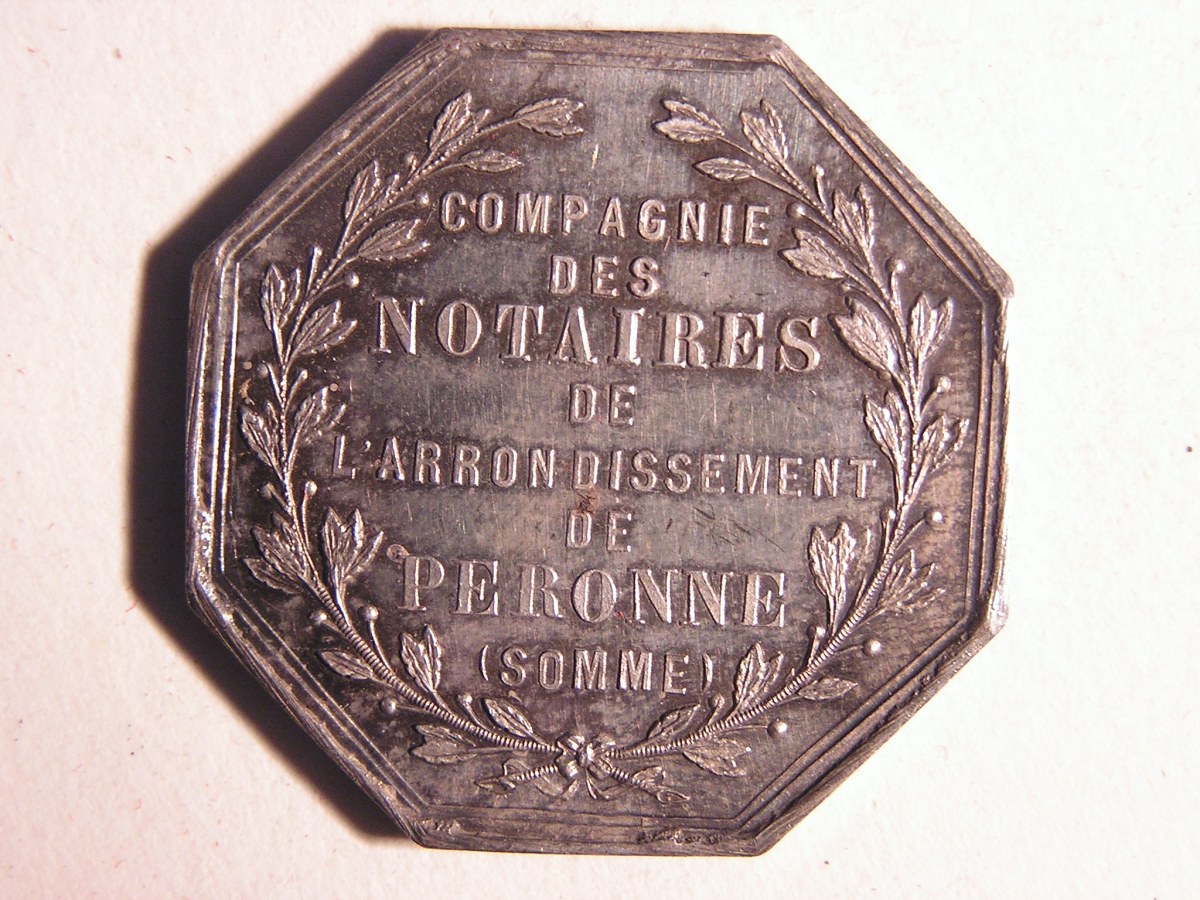 COMPAGNIE
DES
NOTAIRES
DE
L'ARRONDISSEMENT
DE
PERONNE
(SOMME)